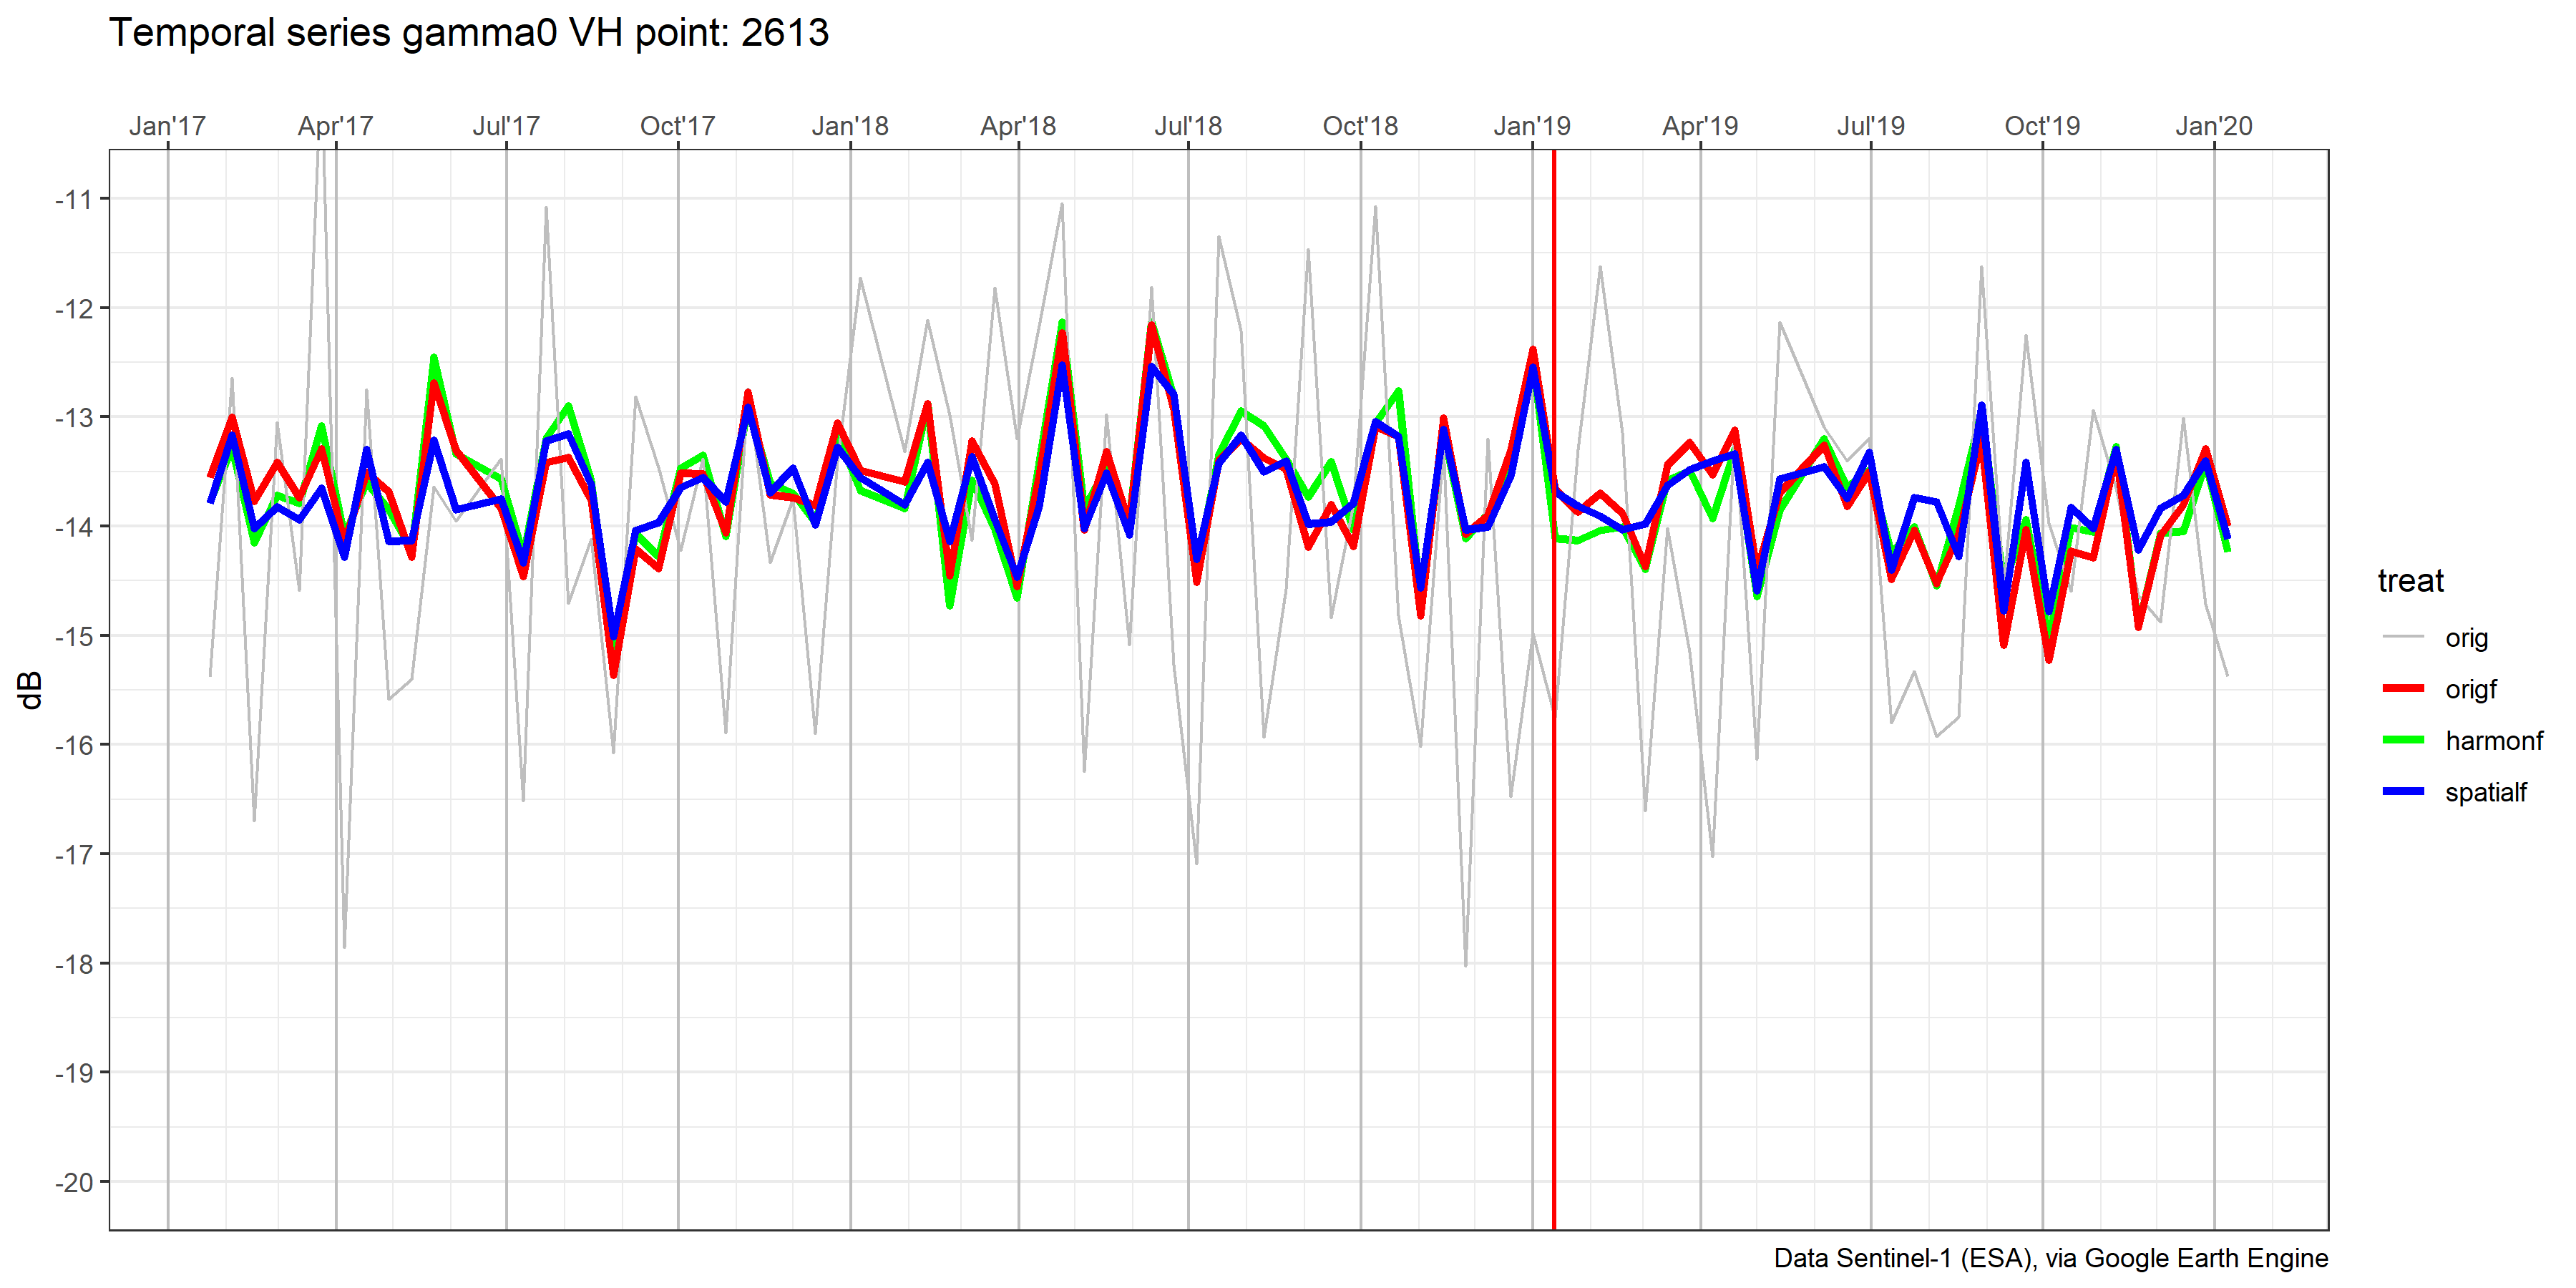 Temporal series gamma0 VH point: 2613
Jan'17 Apr'17 Jul'17 Oct'17 Jan'18 Apr'18 Jul'18 Oct'18 Jan'19 Apr'19 Jul'19 Oct'19 Jan'20
-11
-12
-13
-14
-15
-16
-17
-18
-19
-20
dB
treat
orig
origf
harmonf
spatialf
Data Sentinel-1 (ESA), via Google Earth Engine